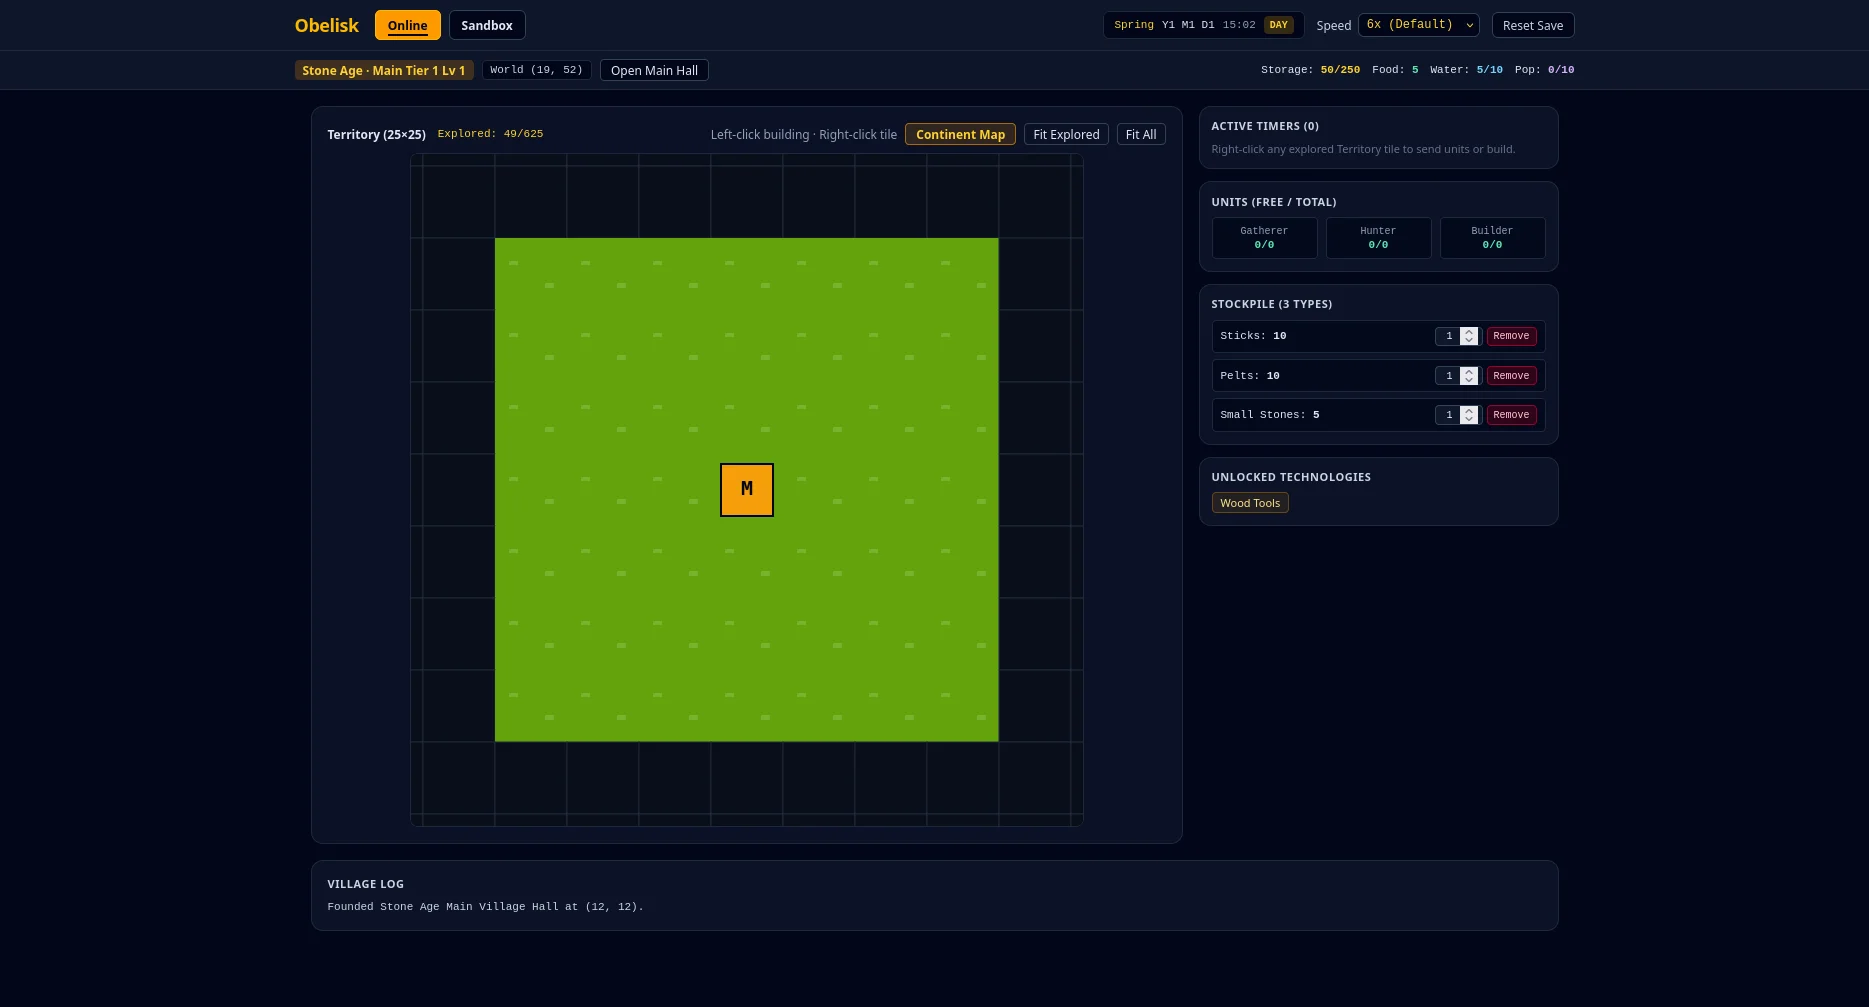 Obelisk Online Sandbox Spring Y1 M1 D1 15:02 DAY Speed 6x (Default) Reset Save
Stone Age · Main Tier 1 Lv 1 World (19, 52) Open Main Hall Storage: 50/250 Food: 5 Water: 5/10 Pop: 0/10
Territory (25×25) Explored: 49/625 Left-click building · Right-click tile Continent Map Fit Explored Fit All
M
ACTIVE TIMERS (0)
Right-click any explored Territory tile to send units or build.
UNITS (FREE / TOTAL)
Gatherer Hunter Builder
0/0 0/0 0/0
STOCKPILE (3 TYPES)
Sticks: 10 1 Remove
Pelts: 10 1 Remove
Small Stones: 5 1 Remove
UNLOCKED TECHNOLOGIES
Wood Tools
VILLAGE LOG
Founded Stone Age Main Village Hall at (12, 12).